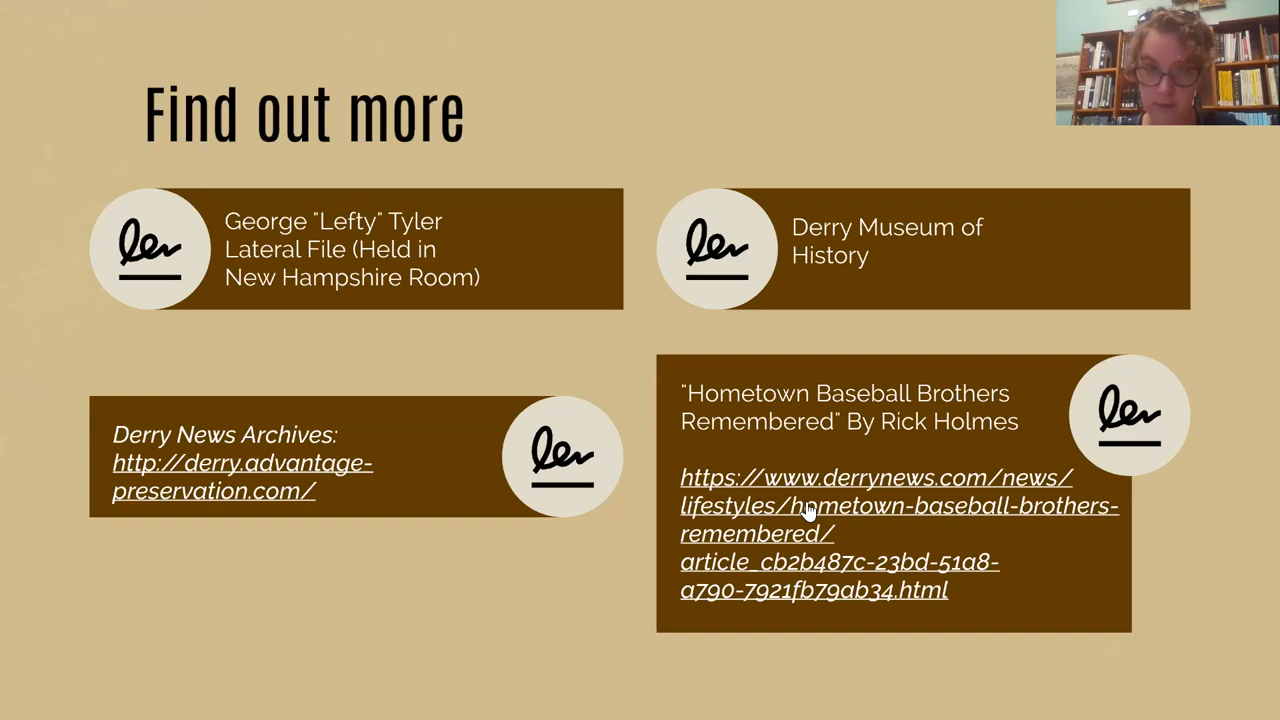 Find out more
George "Lefty" Tyler
Lateral File (Held in
New Hampshire Room)
Derry Museum of
History
Derry News Archives:
http://derry.advantage-
preservation.com/
"Hometown Baseball Brothers
Remembered" By Rick Holmes
https://www.derrynews.com/news/
lifestyles/hometown-baseball-brothers-
remembered/
article_cb2b487c-23bd-51a8-
a790-7921fb79ab34.html